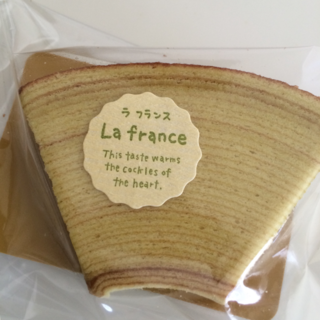 ラ フランス
La france
This taste warms
the cockles of
the heart.